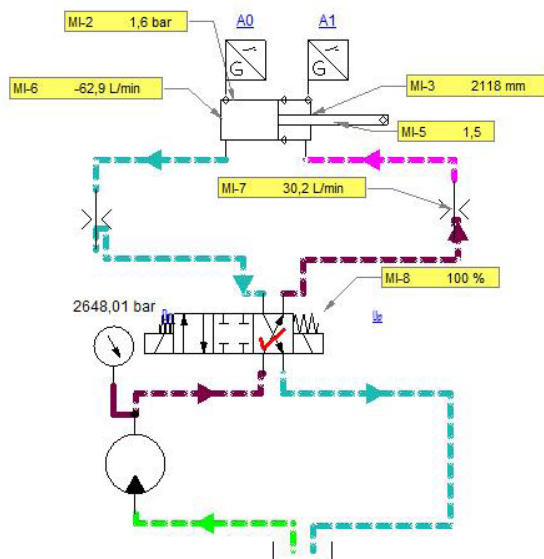 MI-2 1,6 bar
A0
A1
G
G
MI-6 -62,9 L/min
MI-3 2118 mm
MI-5 1,5
MI-7 30,2 L/min
MI-8 100 %
2648,01 bar